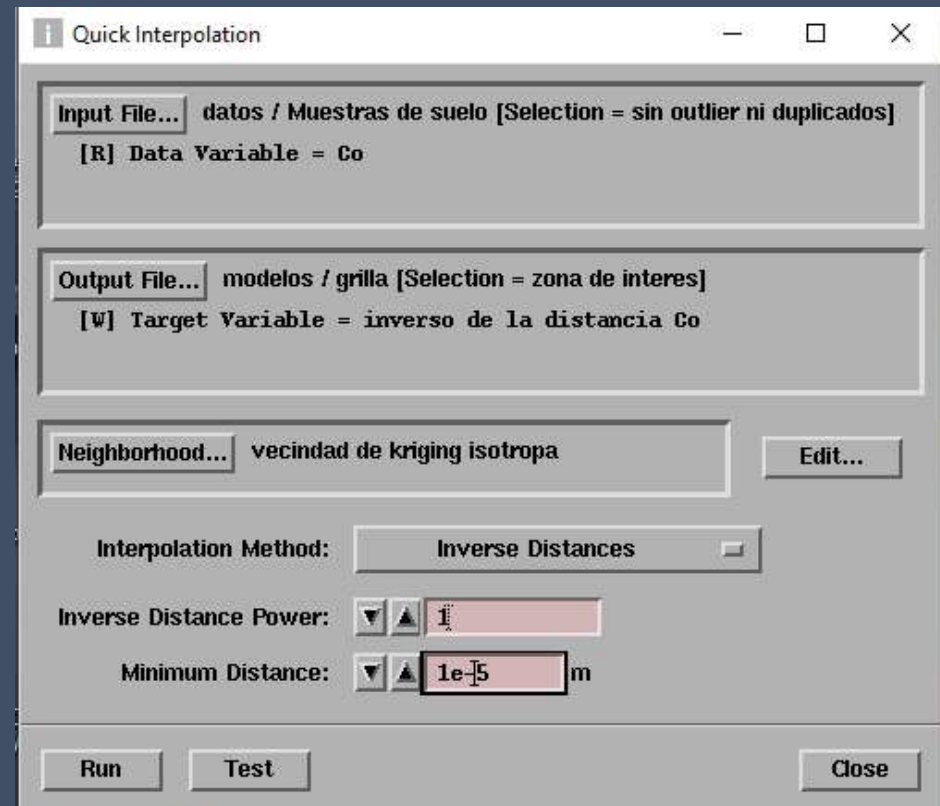 Quick Interpolation
Input File... datos / Muestras de suelo [Selection = sin outlier ni duplicados]
[R] Data Variable = Co
Output File... modelos / grilla [Selection = zona de interes]
[W] Target Variable = inverso de la distancia Co
Neighborhood... vecindad de kriging isotropa Edit...
Interpolation Method: Inverse Distances
Inverse Distance Power: 1
Minimum Distance: 1e-5 m
Run Test Close